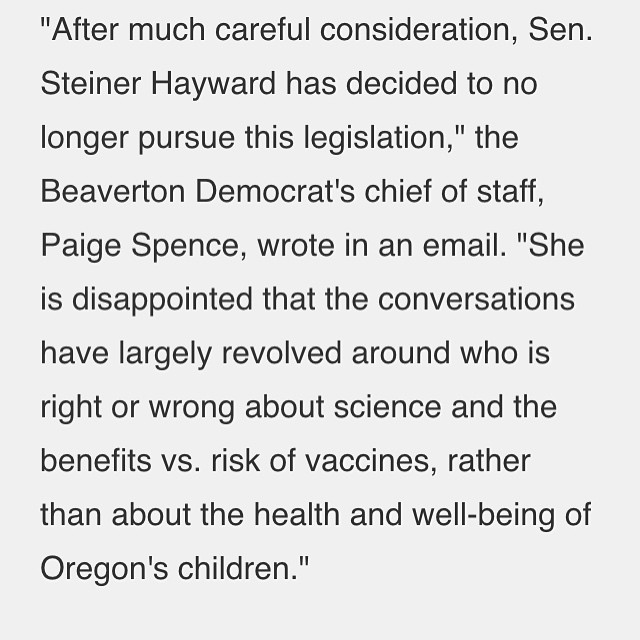 "After much careful consideration, Sen.
Steiner Hayward has decided to no
longer pursue this legislation," the
Beaverton Democrat's chief of staff,
Paige Spence, wrote in an email. "She
is disappointed that the conversations
have largely revolved around who is
right or wrong about science and the
benefits vs. risk of vaccines, rather
than about the health and well-being of
Oregon's children."